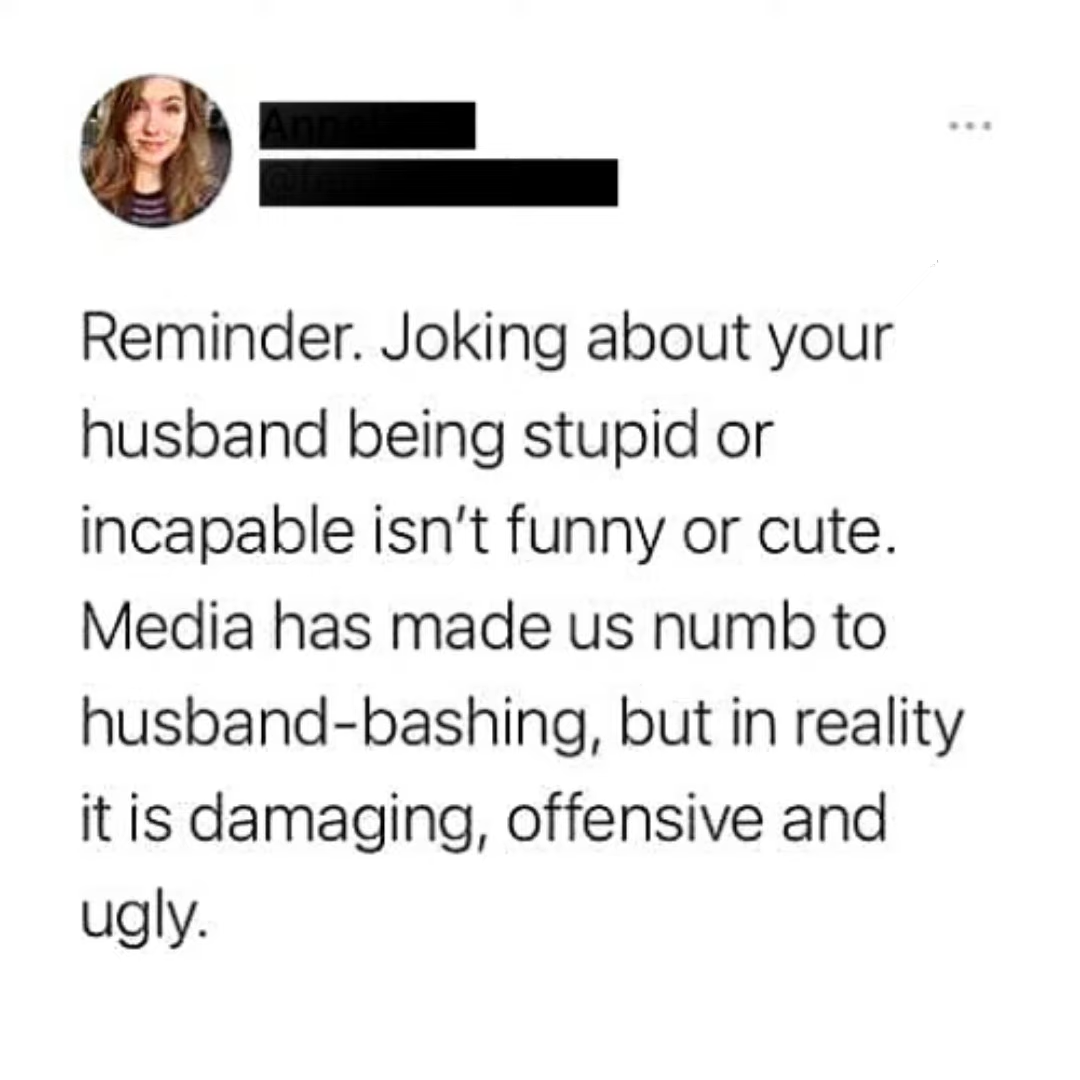 Reminder. Joking about your
husband being stupid or
incapable isn't funny or cute.
Media has made us numb to
husband-bashing, but in reality
it is damaging, offensive and
ugly.